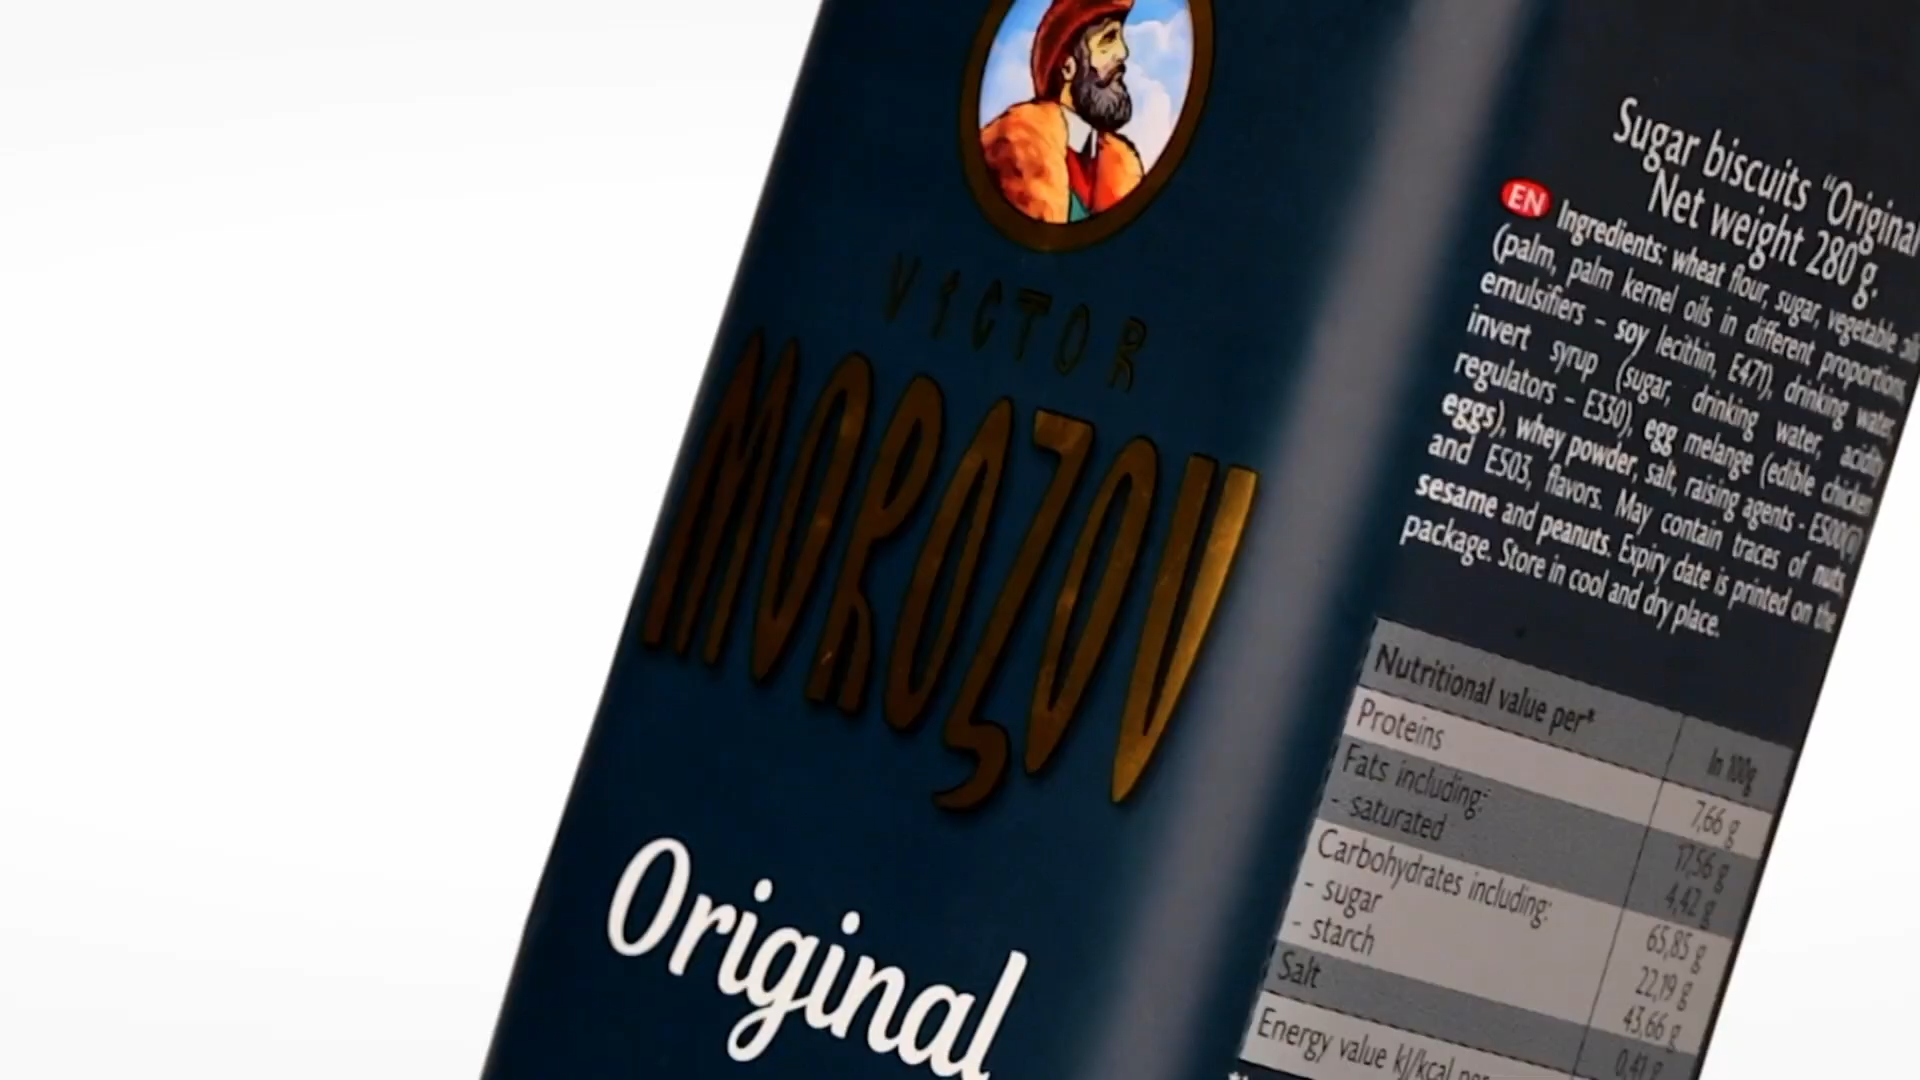 VICTOR
MOROZOV
Original
Sugar biscuits “Original
Net weight 280 g.
EN Ingredients: wheat flour, sugar, vegetable
(palm, palm kernel oils in different proportions,
emulsifiers – soy lecithin, E471), drinking water,
invert syrup (sugar, drinking water, acidity
regulators – E330), egg melange (edible chicken
eggs), whey powder, salt, raising agents - E500(ii)
and E503, flavors. May contain traces of nuts,
sesame and peanuts. Expiry date is printed on the
package. Store in cool and dry place.
Nutritional value per* In 100g
Proteins 7,66 g
Fats including: 17,56 g
- saturated 4,42 g
Carbohydrates including: 65,85 g
- sugar 22,19 g
- starch 43,66 g
Salt 0,41 g
Energy value kJ/kcal per